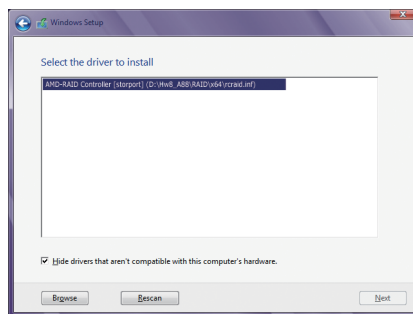 Windows Setup
Select the driver to install
AMD-RAID Controller [storport] (D:\Hw8_A88\RAID\x64\rcraid.inf)
Hide drivers that aren't compatible with this computer's hardware.
Browse
Rescan
Next